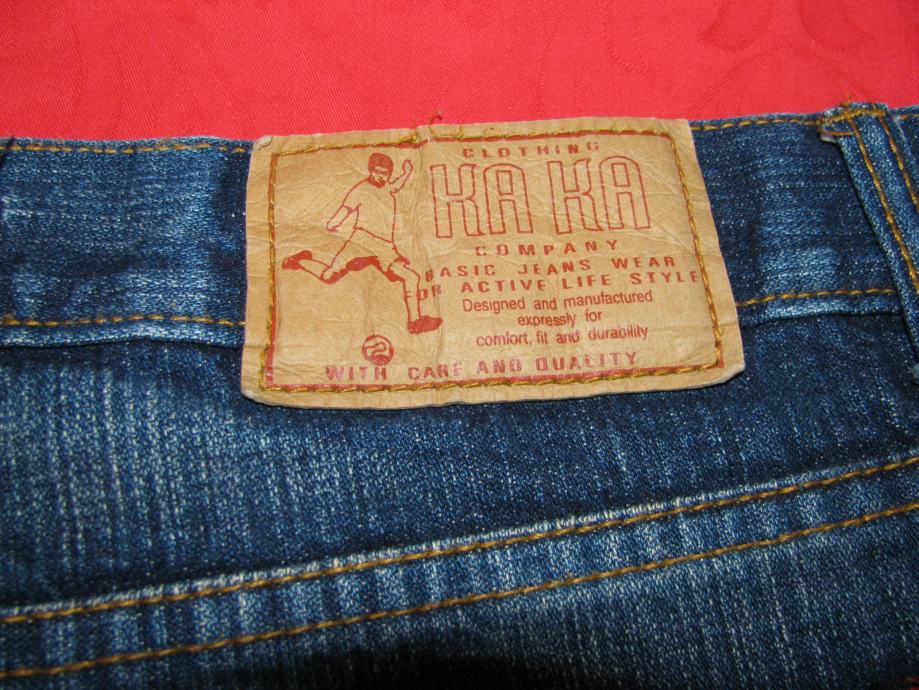 CLOTHING
KA KA
COMPANY
BASIC JEANS WEAR
FOR ACTIVE LIFE STYLE
Designed and manufactured
expressly for
comfort, fit and durability
WITH CARE AND QUALITY